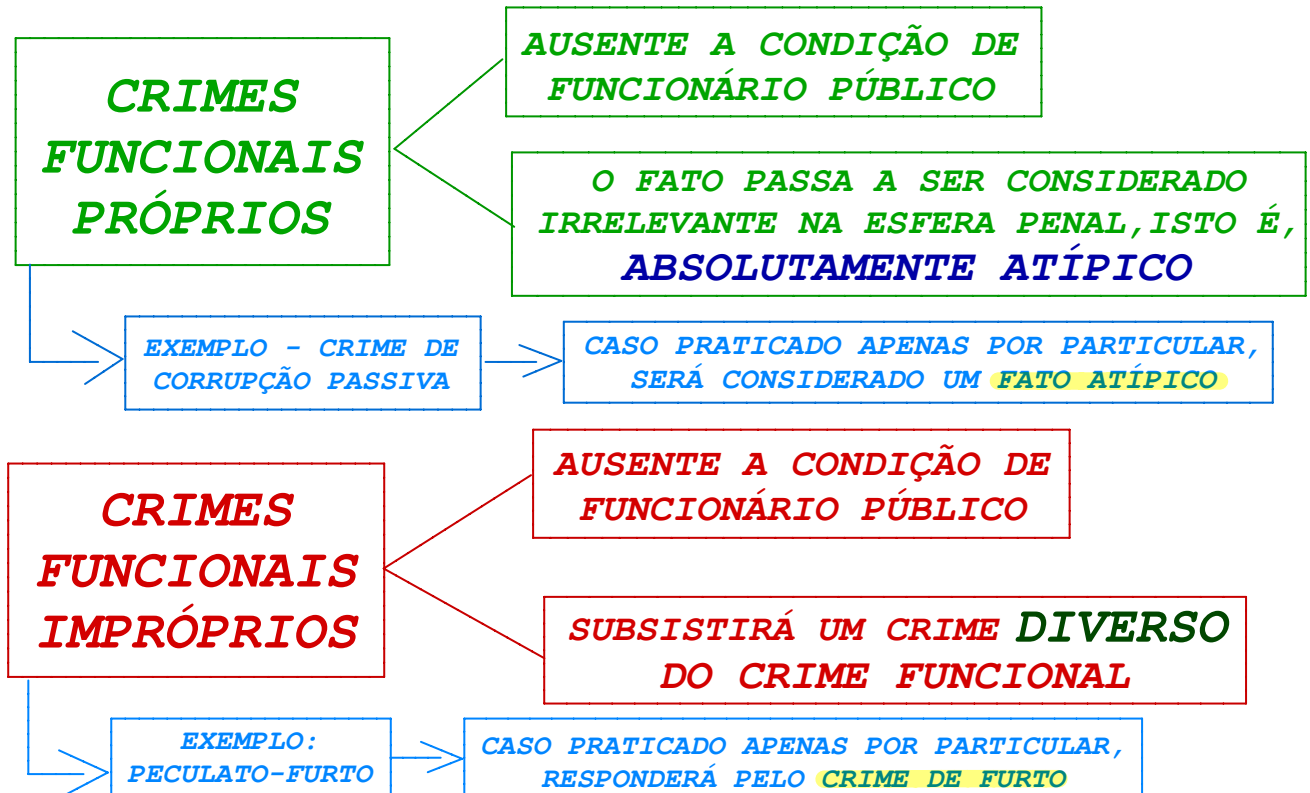 CRIMES
FUNCIONAIS
PRÓPRIOS
AUSENTE A CONDIÇÃO DE
FUNCIONÁRIO PÚBLICO
O FATO PASSA A SER CONSIDERADO
IRRELEVANTE NA ESFERA PENAL,ISTO É,
ABSOLUTAMENTE ATÍPICO
EXEMPLO - CRIME DE
CORRUPÇÃO PASSIVA
CASO PRATICADO APENAS POR PARTICULAR,
SERÁ CONSIDERADO UM FATO ATÍPICO
CRIMES
FUNCIONAIS
IMPRÓPRIOS
AUSENTE A CONDIÇÃO DE
FUNCIONÁRIO PÚBLICO
SUBSISTIRÁ UM CRIME DIVERSO
DO CRIME FUNCIONAL
EXEMPLO:
PECULATO-FURTO
CASO PRATICADO APENAS POR PARTICULAR,
RESPONDERÁ PELO CRIME DE FURTO